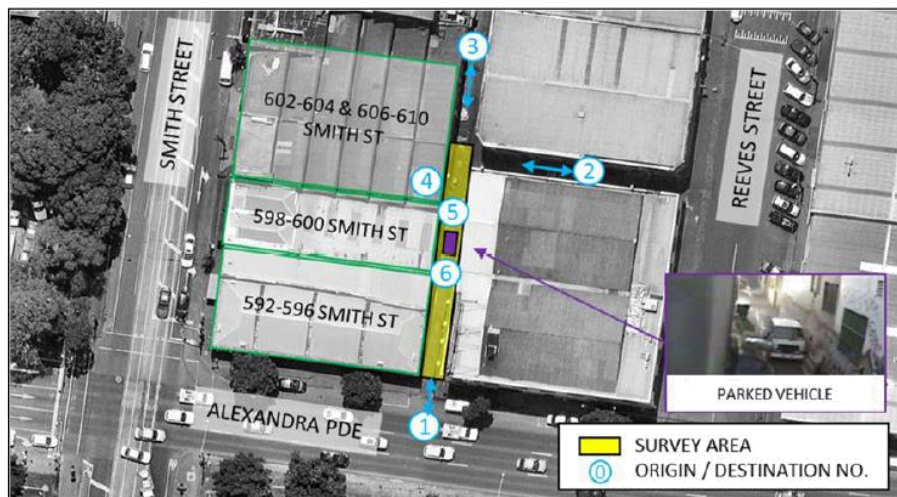 SMITH STREET
3
602-604 & 606-610
SMITH ST
2
REEVES STREET
4
598-600 SMITH ST
5
6
592-596 SMITH ST
PARKED VEHICLE
1
ALEXANDRA PDE
SURVEY AREA
0 ORIGIN / DESTINATION NO.